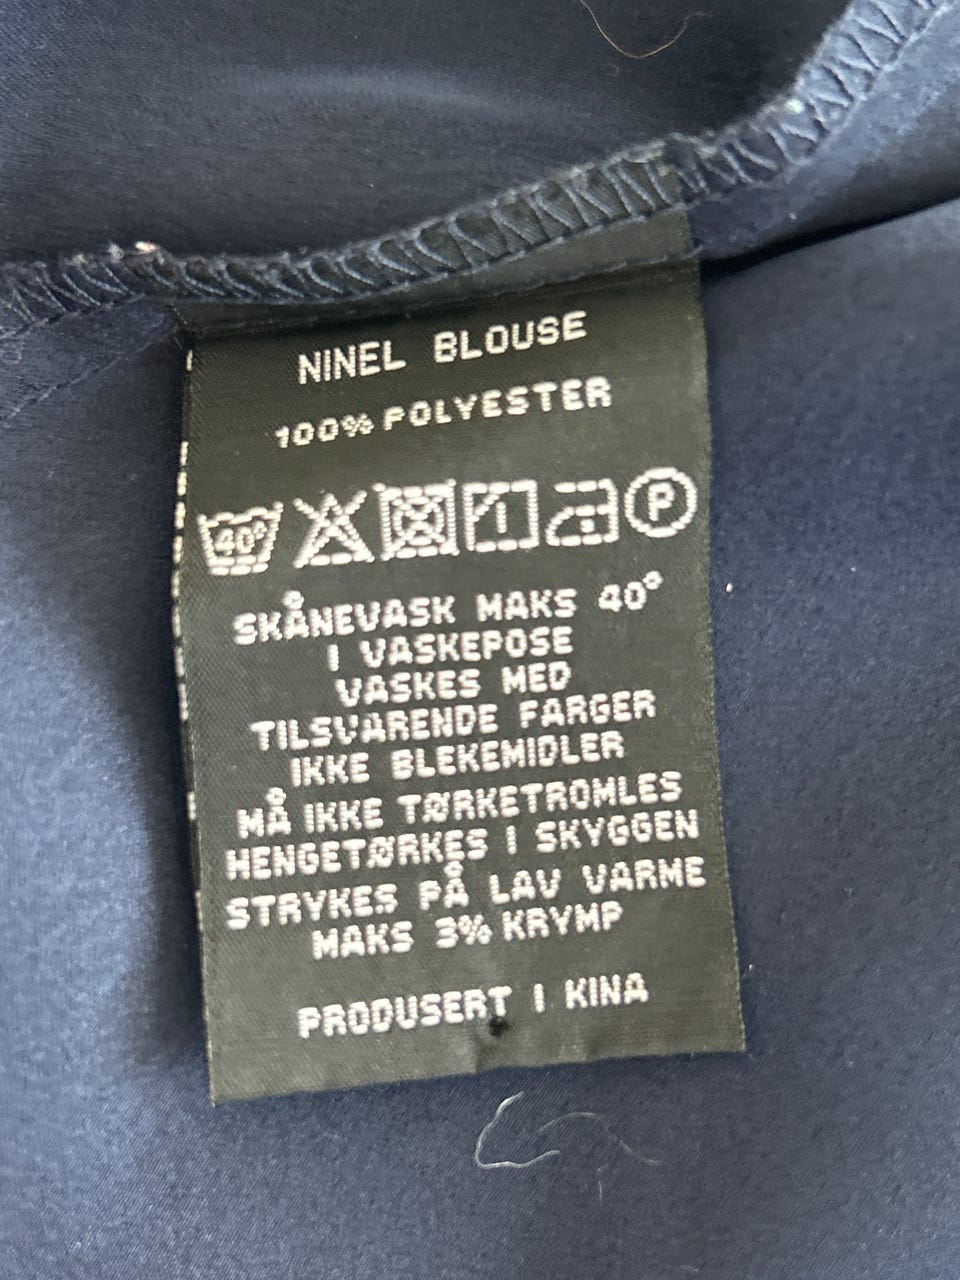 NINEL BLOUSE
100% POLYESTER
40° P
SKÅNEVASK MAKS 40°
I VASKEPOSE
VASKES MED
TILSVARENDE FARGER
IKKE BLEKEMIDLER
MÅ IKKE TØRKETROMLES
HENGETØRKES I SKYGGEN
STRYKES PÅ LAV VARME
MAKS 3% KRYMP
PRODUSERT I KINA